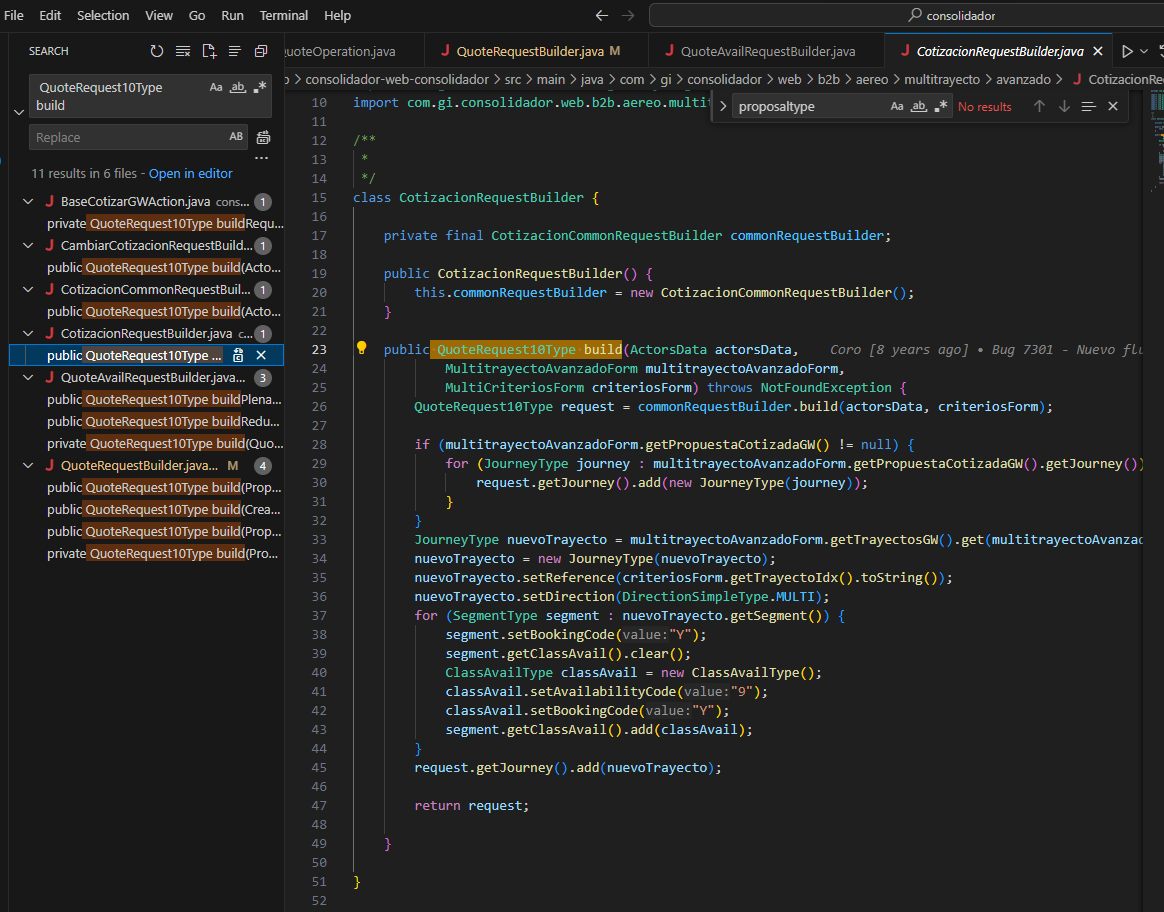 File Edit Selection View Go Run Terminal Help
consolidador
SEARCH
QuoteRequest10Type
build
Aa ab .*
Replace
AB
11 results in 6 files - Open in editor
BaseCotizarGWAction.java cons... 1
private QuoteRequest10Type buildRequ...
CambiarCotizacionRequestBuild... 1
public QuoteRequest10Type build(Acto...
CotizacionCommonRequestBuil... 1
public QuoteRequest10Type build(Acto...
CotizacionRequestBuilder.java c... 1
public QuoteRequest10Type ...
QuoteAvailRequestBuilder.java... 3
public QuoteRequest10Type buildPlena...
public QuoteRequest10Type buildRedu...
private QuoteRequest10Type build(Quo...
QuoteRequestBuilder.java... M 4
public QuoteRequest10Type build(Prop...
public QuoteRequest10Type build(Crea...
public QuoteRequest10Type build(Prop...
private QuoteRequest10Type build(Pro...
uoteOperation.java
J QuoteRequestBuilder.java M
J QuoteAvailRequestBuilder.java
J CotizacionRequestBuilder.java
> consolidador-web-consolidador > src > main > java > com > gi > consolidador > web > b2b > aereo > multitrayecto > avanzado > J CotizacionRe
proposaltype
Aa ab .*
No results
10 import com.gi.consolidador.web.b2b.aereo.multit
11
12 /**
13 *
14 */
15 class CotizacionRequestBuilder {
16
17 private final CotizacionCommonRequestBuilder commonRequestBuilder;
18
19 public CotizacionRequestBuilder() {
20 this.commonRequestBuilder = new CotizacionCommonRequestBuilder();
21 }
22
23 public QuoteRequest10Type build(ActorsData actorsData, Coro [8 years ago] • Bug 7301 - Nuevo flu
24 MultitrayectoAvanzadoForm multitrayectoAvanzadoForm,
25 MultiCriteriosForm criteriosForm) throws NotFoundException {
26 QuoteRequest10Type request = commonRequestBuilder.build(actorsData, criteriosForm);
27
28 if (multitrayectoAvanzadoForm.getPropuestaCotizadaGW() != null) {
29 for (JourneyType journey : multitrayectoAvanzadoForm.getPropuestaCotizadaGW().getJourney())
30 request.getJourney().add(new JourneyType(journey));
31 }
32 }
33 JourneyType nuevoTrayecto = multitrayectoAvanzadoForm.getTrayectosGW().get(multitrayectoAvanzad
34 nuevoTrayecto = new JourneyType(nuevoTrayecto);
35 nuevoTrayecto.setReference(criteriosForm.getTrayectoIdx().toString());
36 nuevoTrayecto.setDirection(DirectionSimpleType.MULTI);
37 for (SegmentType segment : nuevoTrayecto.getSegment()) {
38 segment.setBookingCode(value:"Y");
39 segment.getClassAvail().clear();
40 ClassAvailType classAvail = new ClassAvailType();
41 classAvail.setAvailabilityCode(value:"9");
42 classAvail.setBookingCode(value:"Y");
43 segment.getClassAvail().add(classAvail);
44 }
45 request.getJourney().add(nuevoTrayecto);
46
47 return request;
48
49 }
50
51 }
52